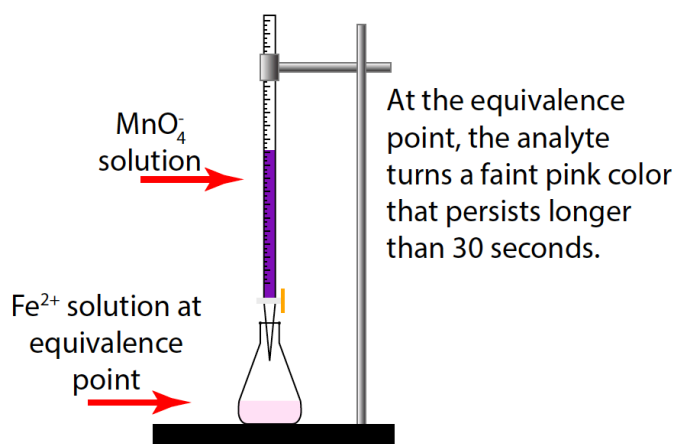 MnO₄⁻
solution
At the equivalence
point, the analyte
turns a faint pink color
that persists longer
than 30 seconds.
Fe²⁺ solution at
equivalence
point